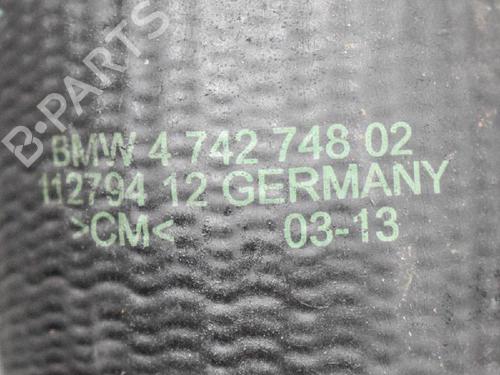 B-PARTS
BMW 4 742 748 02
112794 12 GERMANY
>CM< 03-13